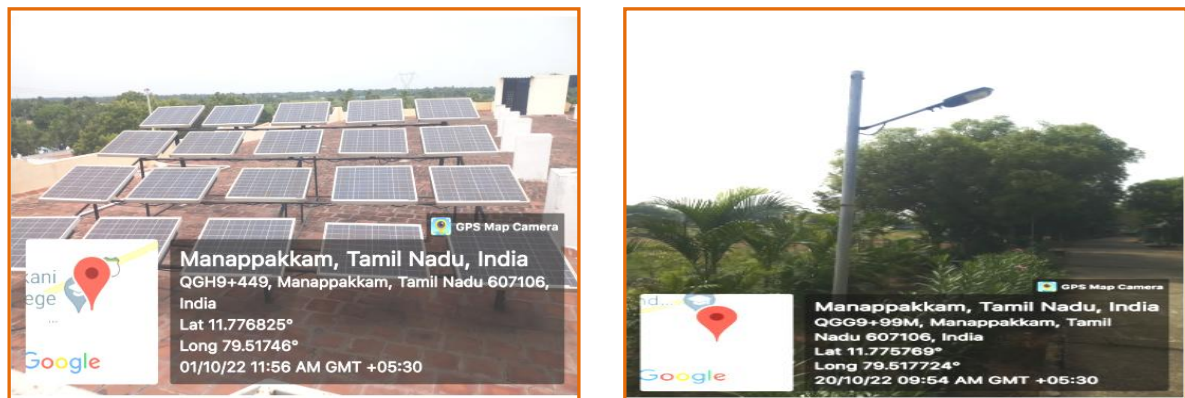 GPS Map Camera
Manappakkam, Tamil Nadu, India
QGH9+449, Manappakkam, Tamil Nadu 607106,
India
Lat 11.776825°
Long 79.51746°
01/10/22 11:56 AM GMT +05:30
Google
GPS Map Camera
Manappakkam, Tamil Nadu, India
QGG9+99M, Manappakkam, Tamil
Nadu 607106, India
Lat 11.775769°
Long 79.517724°
20/10/22 09:54 AM GMT +05:30
Google